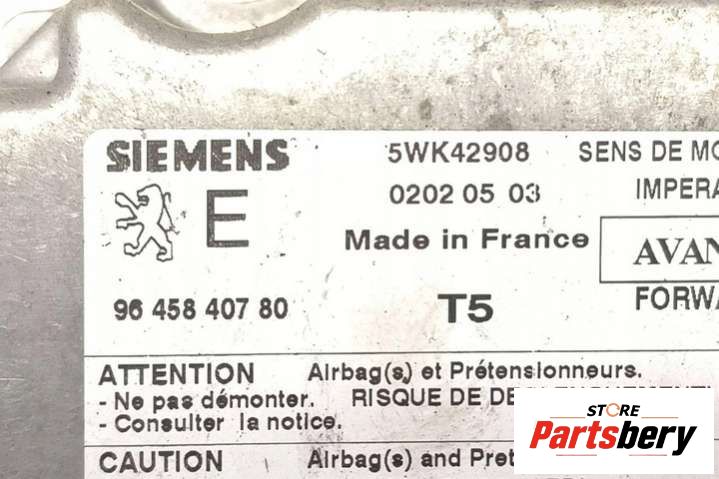 SIEMENS 5WK42908 SENS DE MO
E 0202 05 03 IMPERA
Made in France AVAN
96 458 407 80 T5 FORWA
ATTENTION Airbag(s) et Prétensionneurs.
- Ne pas démonter. RISQUE DE
- Consulter la notice.
CAUTION Airbag(s) and Pret
STORE
Partsbery